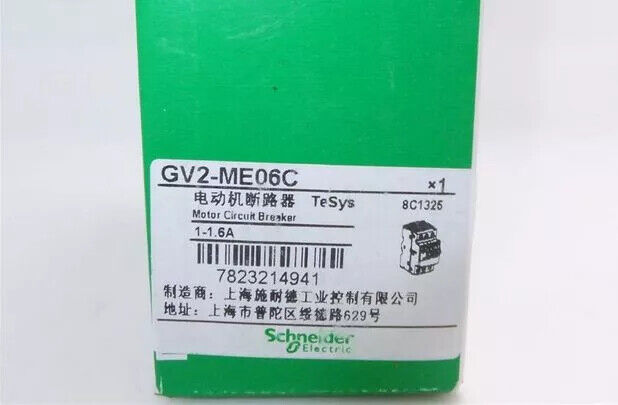 GV2-ME06C ×1
电动机断路器 TeSys 8C1325
Motor Circuit Breaker
1-1.6A
7823214941
制造商：上海施耐德工业控制有限公司
地址：上海市普陀区绥德路629号
Schneider
Electric